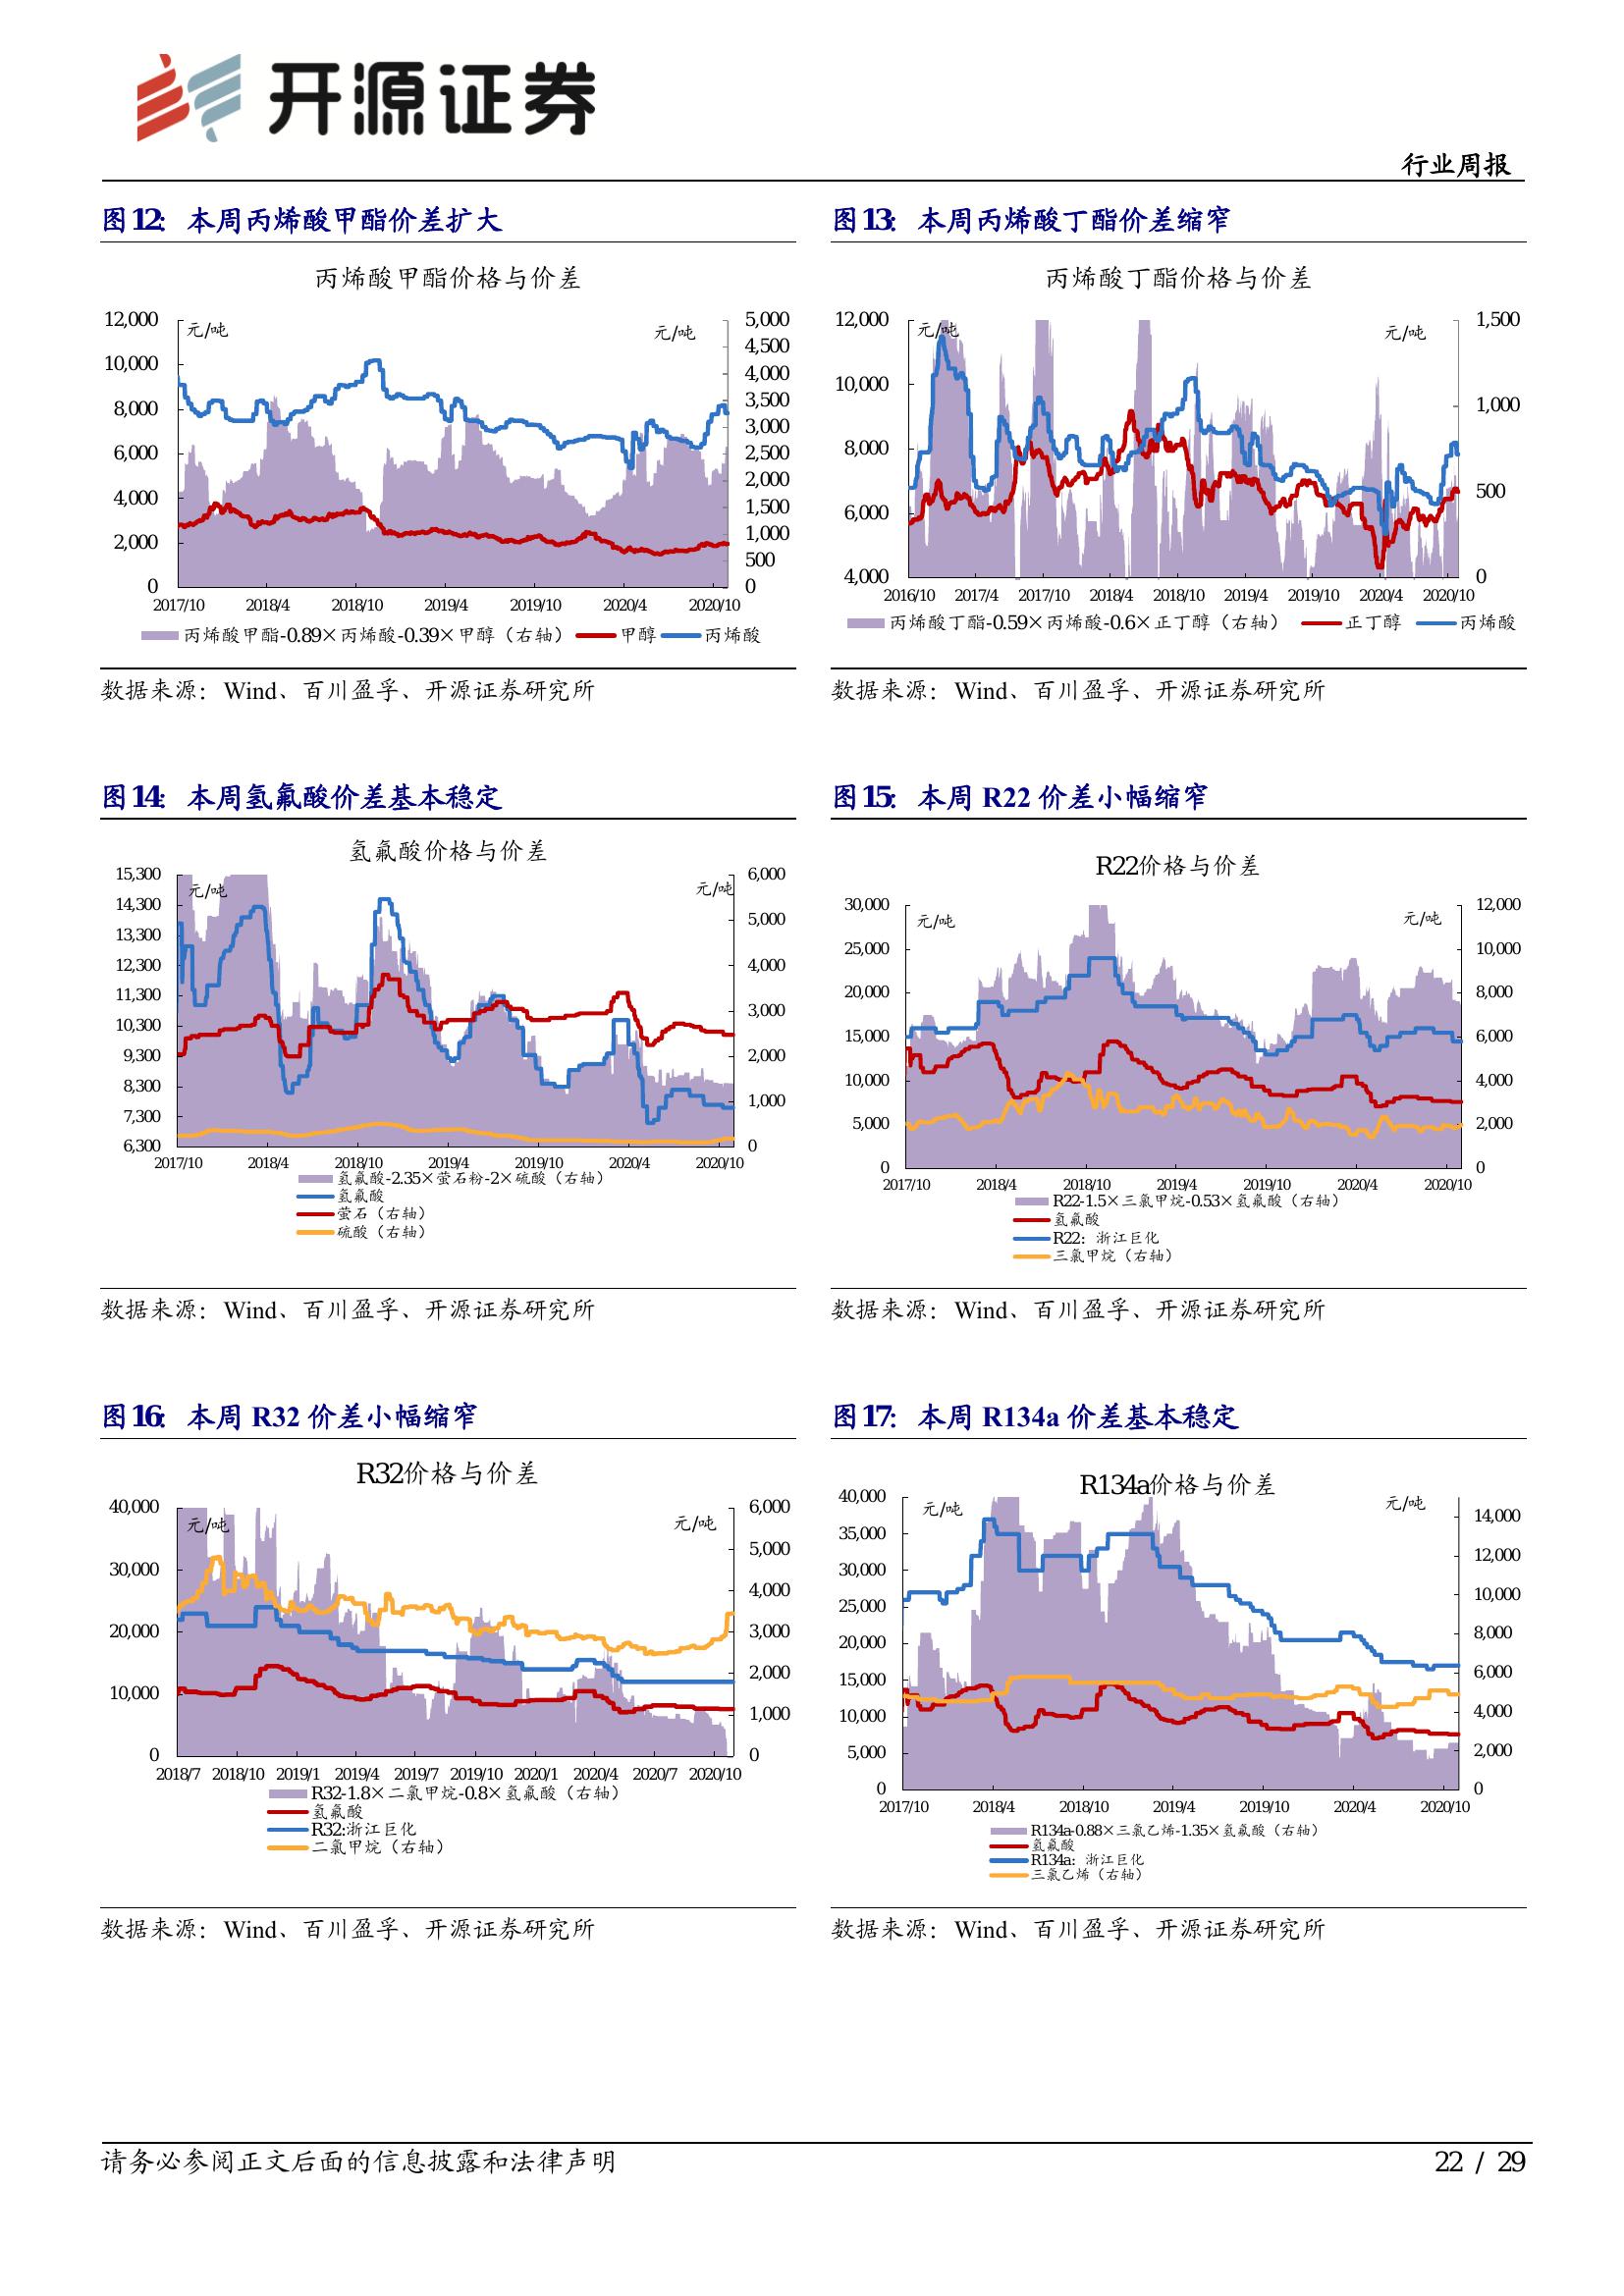 开源证券
行业周报
图12： 本周丙烯酸甲酯价差扩大
丙烯酸甲酯价格与价差
元/吨
元/吨
12,000
10,000
8,000
6,000
4,000
2,000
0
5,000
4,500
4,000
3,500
3,000
2,500
2,000
1,500
1,000
500
0
2017/10 2018/4 2018/10 2019/4 2019/10 2020/4 2020/10
丙烯酸甲酯-0.89×丙烯酸-0.39×甲醇（右轴） 甲醇 丙烯酸
数据来源：Wind、百川盈孚、开源证券研究所
图13： 本周丙烯酸丁酯价差缩窄
丙烯酸丁酯价格与价差
元/吨
元/吨
12,000
10,000
8,000
6,000
4,000
1,500
1,000
500
0
2016/10 2017/4 2017/10 2018/4 2018/10 2019/4 2019/10 2020/4 2020/10
丙烯酸丁酯-0.59×丙烯酸-0.6×正丁醇（右轴） 正丁醇 丙烯酸
数据来源：Wind、百川盈孚、开源证券研究所
图14： 本周氢氟酸价差基本稳定
氢氟酸价格与价差
元/吨
元/吨
15,300
14,300
13,300
12,300
11,300
10,300
9,300
8,300
7,300
6,300
6,000
5,000
4,000
3,000
2,000
1,000
0
2017/10 2018/4 2018/10 2019/4 2019/10 2020/4 2020/10
氢氟酸-2.35×萤石粉-2×硫酸（右轴）
氢氟酸
萤石（右轴）
硫酸（右轴）
数据来源：Wind、百川盈孚、开源证券研究所
图15： 本周 R22 价差小幅缩窄
R22价格与价差
元/吨
元/吨
30,000
25,000
20,000
15,000
10,000
5,000
0
12,000
10,000
8,000
6,000
4,000
2,000
0
2017/10 2018/4 2018/10 2019/4 2019/10 2020/4 2020/10
R22-1.5×三氯甲烷-0.53×氢氟酸（右轴）
氢氟酸
R22：浙江巨化
三氯甲烷（右轴）
数据来源：Wind、百川盈孚、开源证券研究所
图16： 本周 R32 价差小幅缩窄
R32价格与价差
元/吨
元/吨
40,000
30,000
20,000
10,000
0
6,000
5,000
4,000
3,000
2,000
1,000
0
2018/7 2018/10 2019/1 2019/4 2019/7 2019/10 2020/1 2020/4 2020/7 2020/10
R32-1.8×二氯甲烷-0.8×氢氟酸（右轴）
氢氟酸
R32:浙江巨化
二氯甲烷（右轴）
数据来源：Wind、百川盈孚、开源证券研究所
图17： 本周 R134a 价差基本稳定
R134a价格与价差
元/吨
元/吨
40,000
35,000
30,000
25,000
20,000
15,000
10,000
5,000
0
14,000
12,000
10,000
8,000
6,000
4,000
2,000
0
2017/10 2018/4 2018/10 2019/4 2019/10 2020/4 2020/10
R134a-0.88×三氯乙烯-1.35×氢氟酸（右轴）
氢氟酸
R134a：浙江巨化
三氯乙烯（右轴）
数据来源：Wind、百川盈孚、开源证券研究所
请务必参阅正文后面的信息披露和法律声明
22 / 29